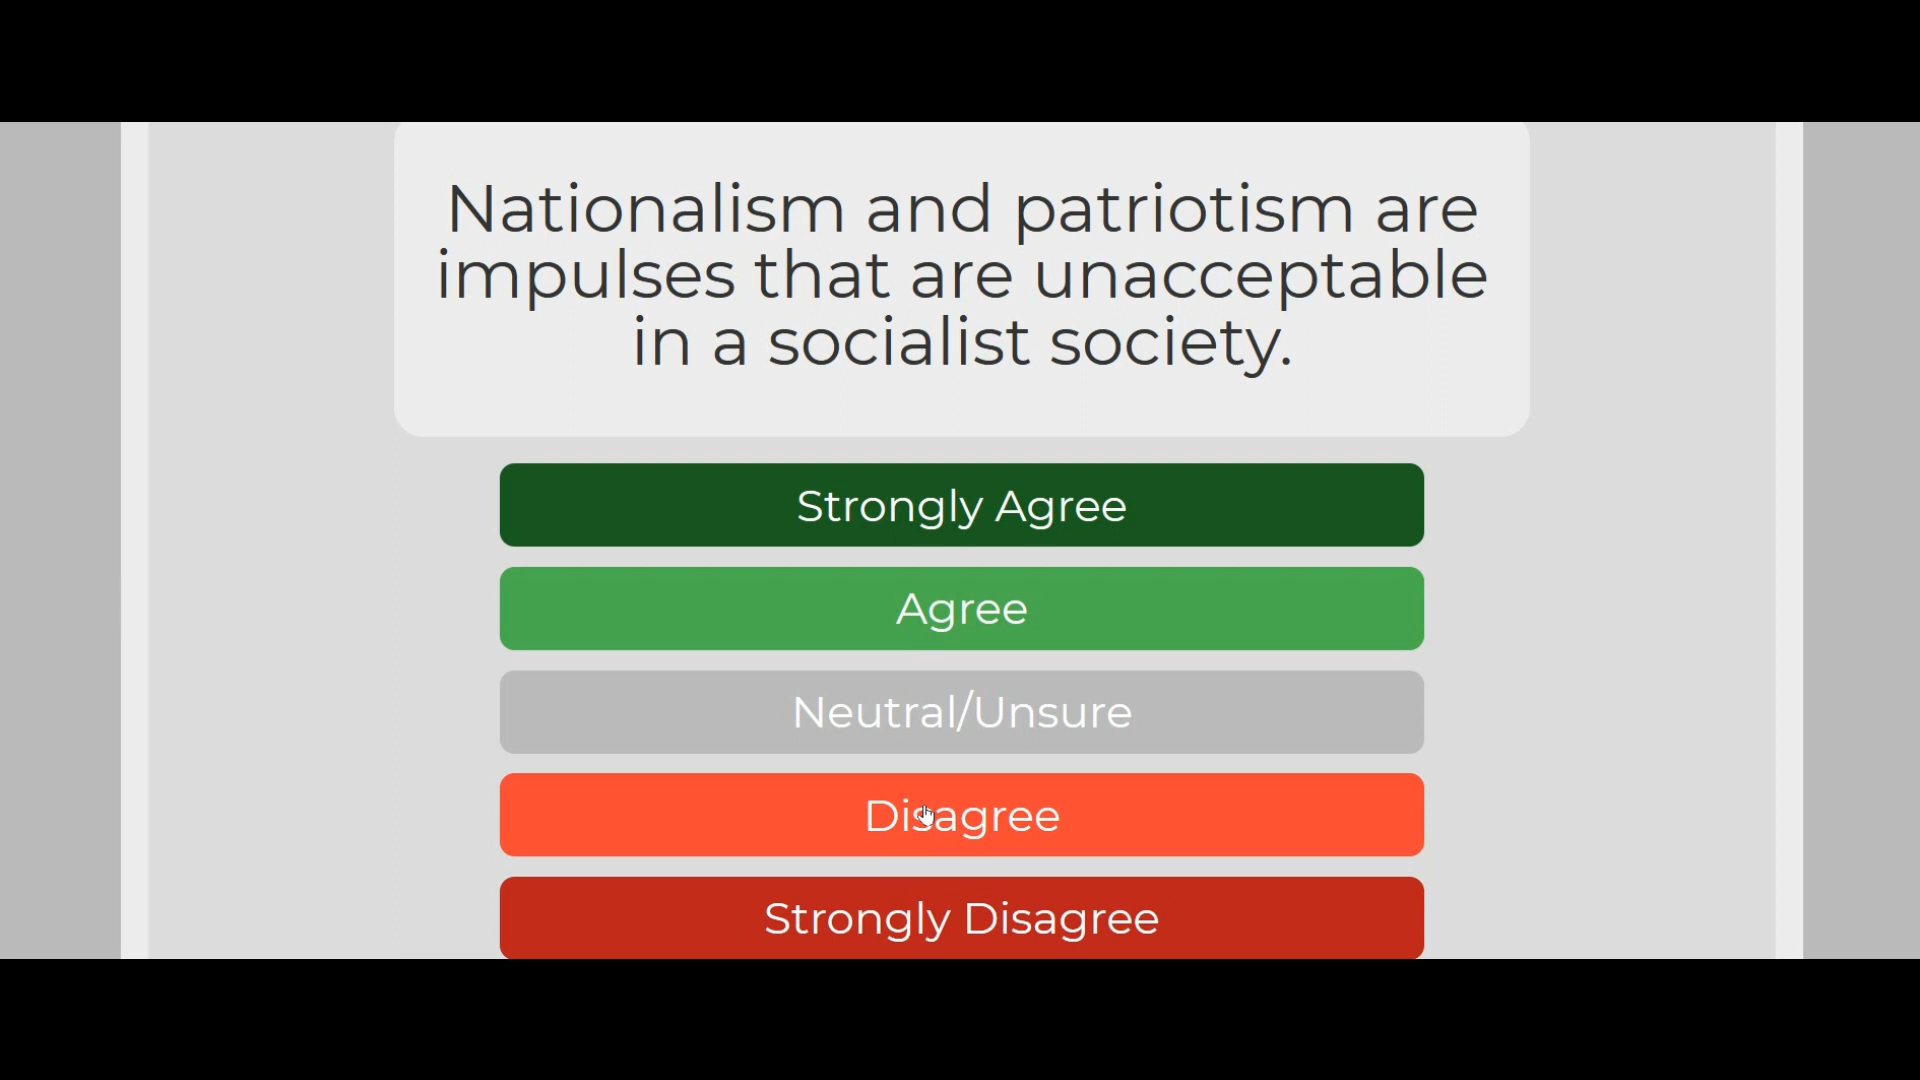 Nationalism and patriotism are
impulses that are unacceptable
in a socialist society.
Strongly Agree
Agree
Neutral/Unsure
Disagree
Strongly Disagree